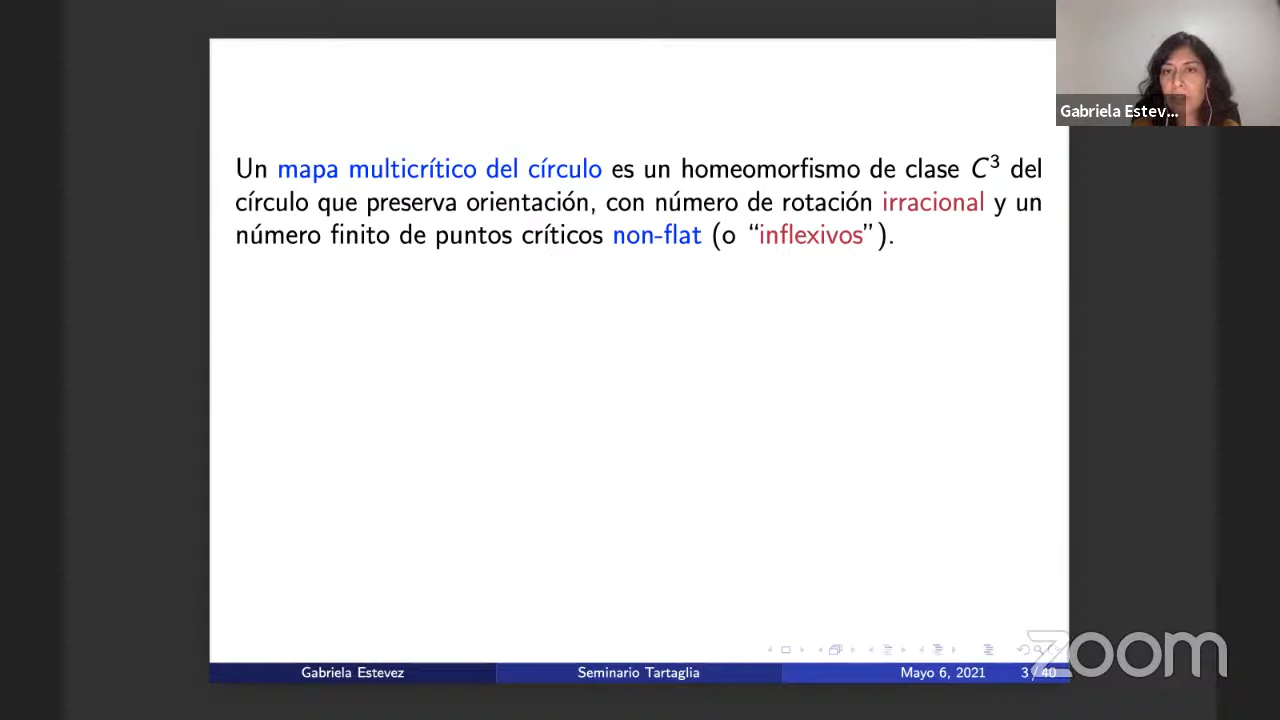 Gabriela Estev...
Un mapa multicrítico del círculo es un homeomorfismo de clase C³ del
círculo que preserva orientación, con número de rotación irracional y un
número finito de puntos críticos non-flat (o “inflexivos”).
Gabriela Estevez
Seminario Tartaglia
Mayo 6, 2021
3 / 40
zoom